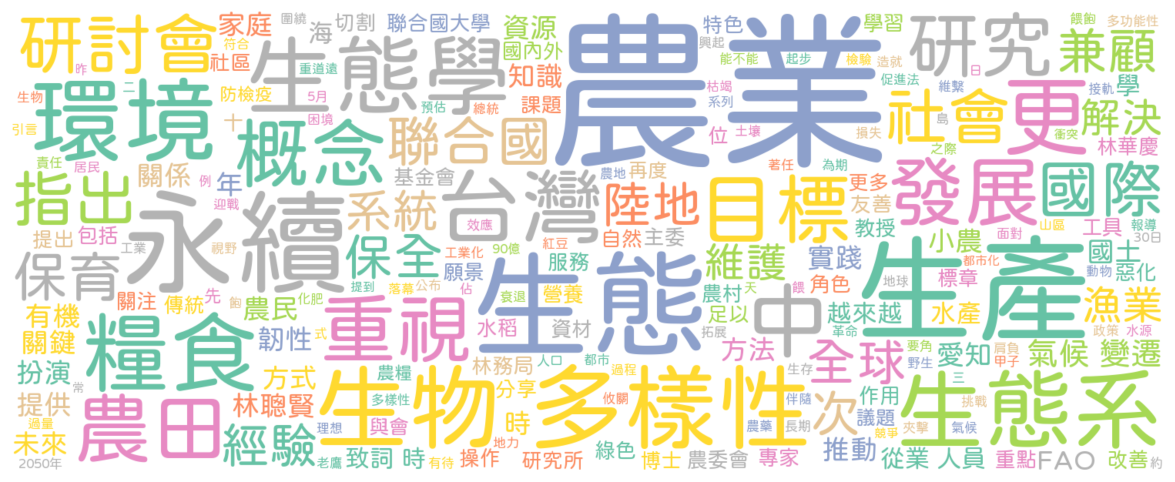 研討會
家庭
圍繞
海
切割
聯合國大學
資源
農業
特色
學習
餵飽
多功能性
符合
社區
生態學
國內外
興起
能不能
起步
檢驗
造就
研究
兼顧
昨
重道遠
知識
枯竭
日
環境
生物
防檢疫
二
5月
預估
總統
課題
系列
促進法
維繫
接軌
學
引言
十
困境
概念
聯合國
位
土壤
損失
社會
島
更
衝突
解決
責任
居民
關係
年
基金會
農地
再度
著任
為期
之際
林華慶
指出
例
迎戰
永續
系統
台灣
陸地
目標
更多
友善
發展
國際
提出
包括
效應
自然
主委
教授
山區
工具
報導
30日
保育
工業
視野
保全
工業化
90億
紅豆
服務
維護
實踐
小農
面對
都市化
國土
提到
願景
生態
地球
標章
動物
惡化
有機
關注
傳統
先
飽
化肥
農民
落幕
公布
佔
衰退
營養
農村
天
餵
角色
生產
關鍵
糧食
韌性
式
重視
水稻
資材
拓展
足以
中
越來越
革命
水產
漁業
政策
水源
扮演
常
方式
農糧
林務局
人口
都市
過程
方法
生存
全球
要角
野生
愛知
肩負
甲子
氣候
變遷
提供
過量
農田
林聰賢
多樣性
生物多樣性
分享
攸關
伴隨
次
作用
三
生態系
挑戰
未來
2050年
經驗
理想
與會
時
地力
綠色
農藥
長期
議題
競爭
夾擊
氣候
老鷹
致詞
時
有待
操作
研究所
博士
農委會
專家
推動
從業
人員
重點
FAO
改善
約